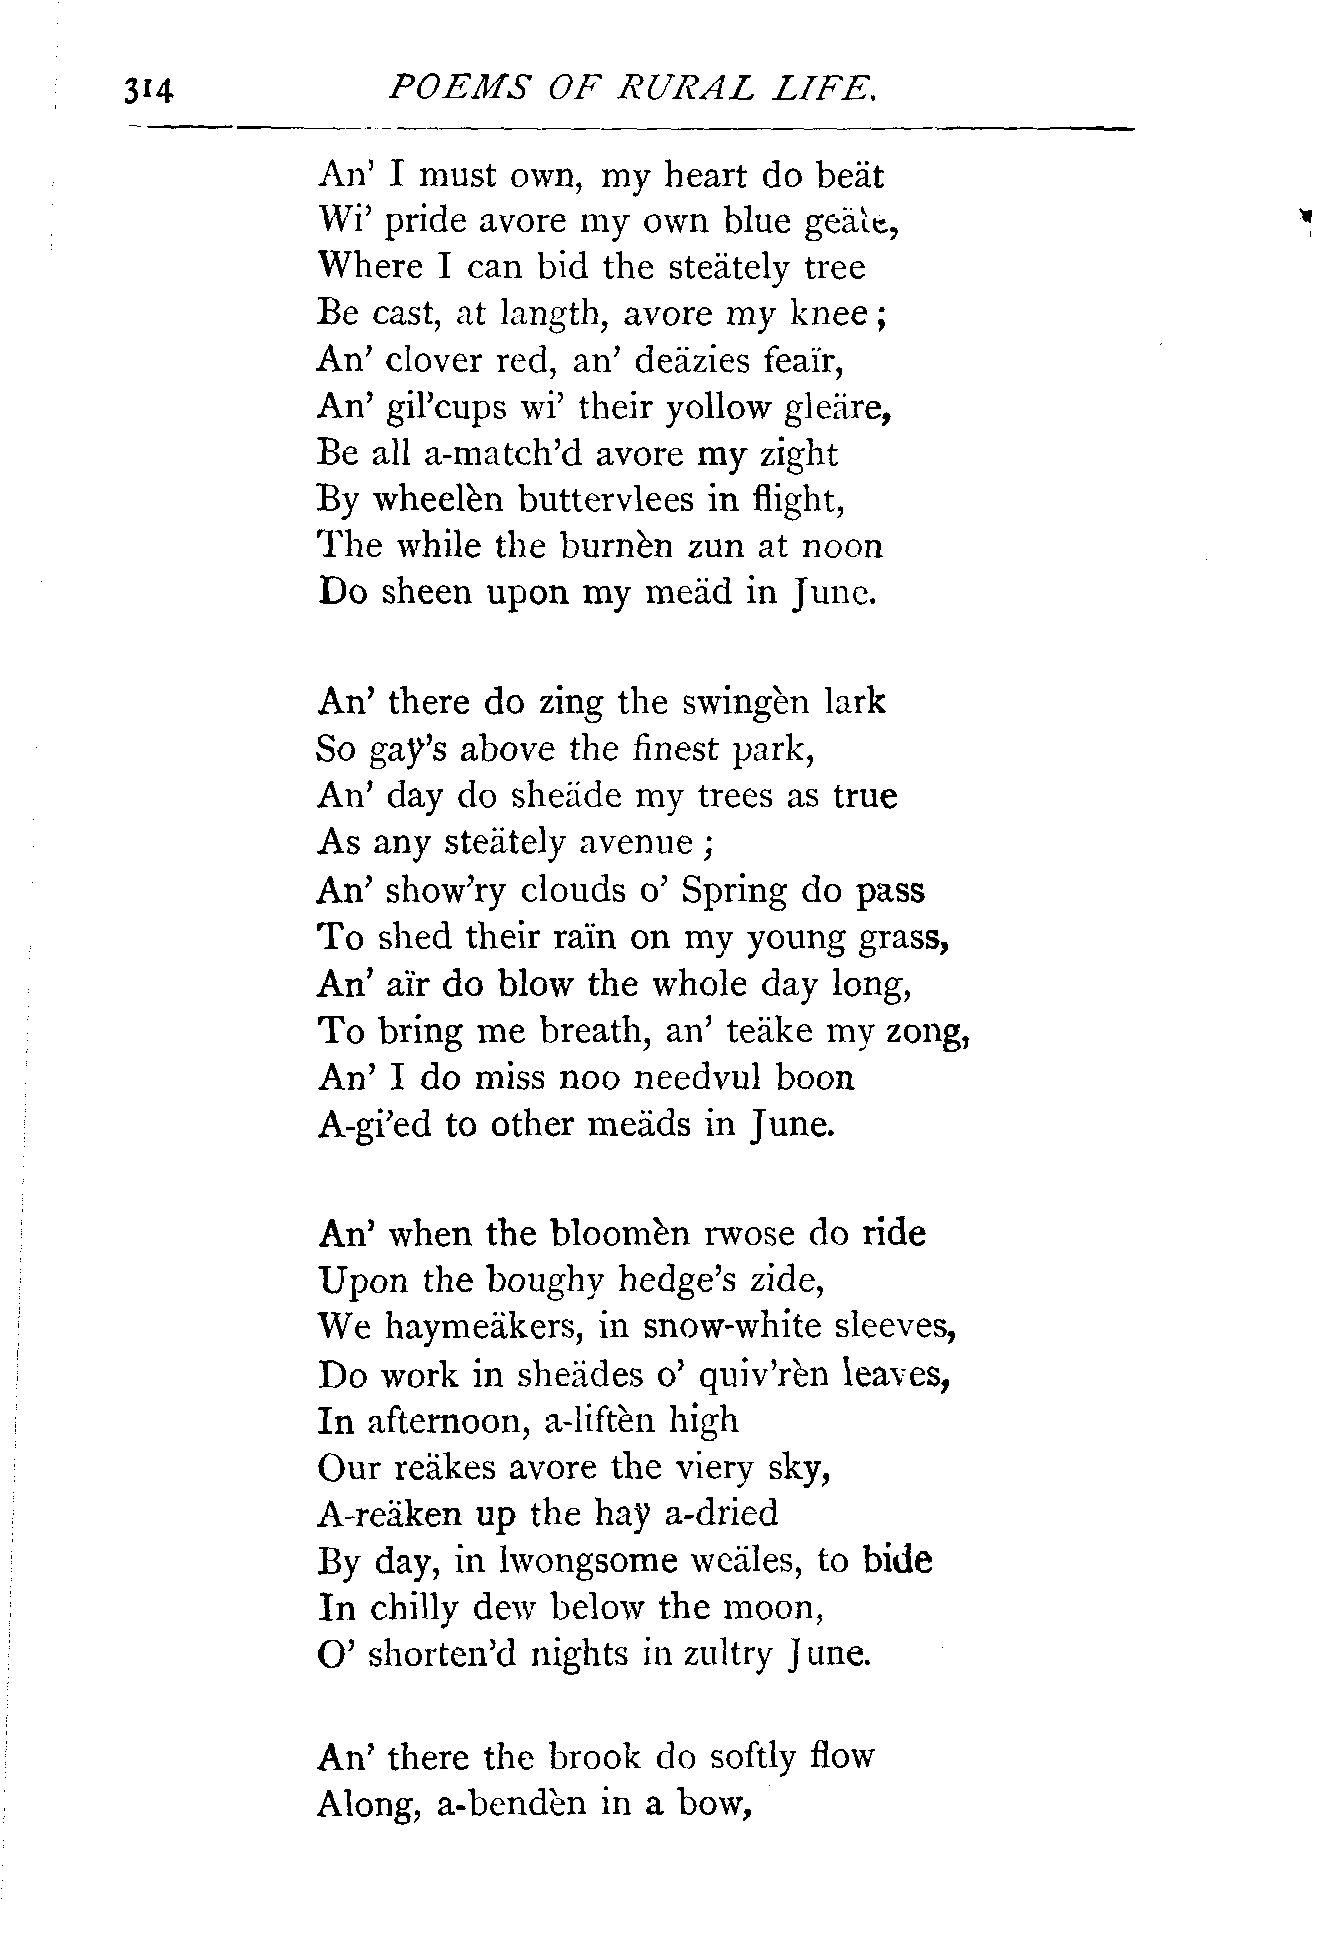 314 POEMS OF RURAL LIFE.
An' I must own, my heart do beät
Wi' pride avore my own blue geäte,
Where I can bid the steätely tree
Be cast, at langth, avore my knee;
An' clover red, an' deäzies feaïr,
An' gil'cups wi' their yollow gleäre,
Be all a-match'd avore my zight
By wheelèn buttervlees in flight,
The while the burnèn zun at noon
Do sheen upon my meäd in June.

An' there do zing the swingèn lark
So gaÿ's above the finest park,
An' day do sheäde my trees as true
As any steätely avenue;
An' show'ry clouds o' Spring do pass
To shed their raïn on my young grass,
An' aïr do blow the whole day long,
To bring me breath, an' teäke my zong,
An' I do miss noo needvul boon
A-gi'ed to other meäds in June.

An' when the bloomèn rwose do ride
Upon the boughy hedge's zide,
We haymeäkers, in snow-white sleeves,
Do work in sheädes o' quiv'rèn leaves,
In afternoon, a-liftèn high
Our reäkes avore the viery sky,
A-reäken up the haÿ a-dried
By day, in lwongsome weäles, to bide
In chilly dew below the moon,
O' shorten'd nights in zultry June.

An' there the brook do softly flow
Along, a-bendèn in a bow,